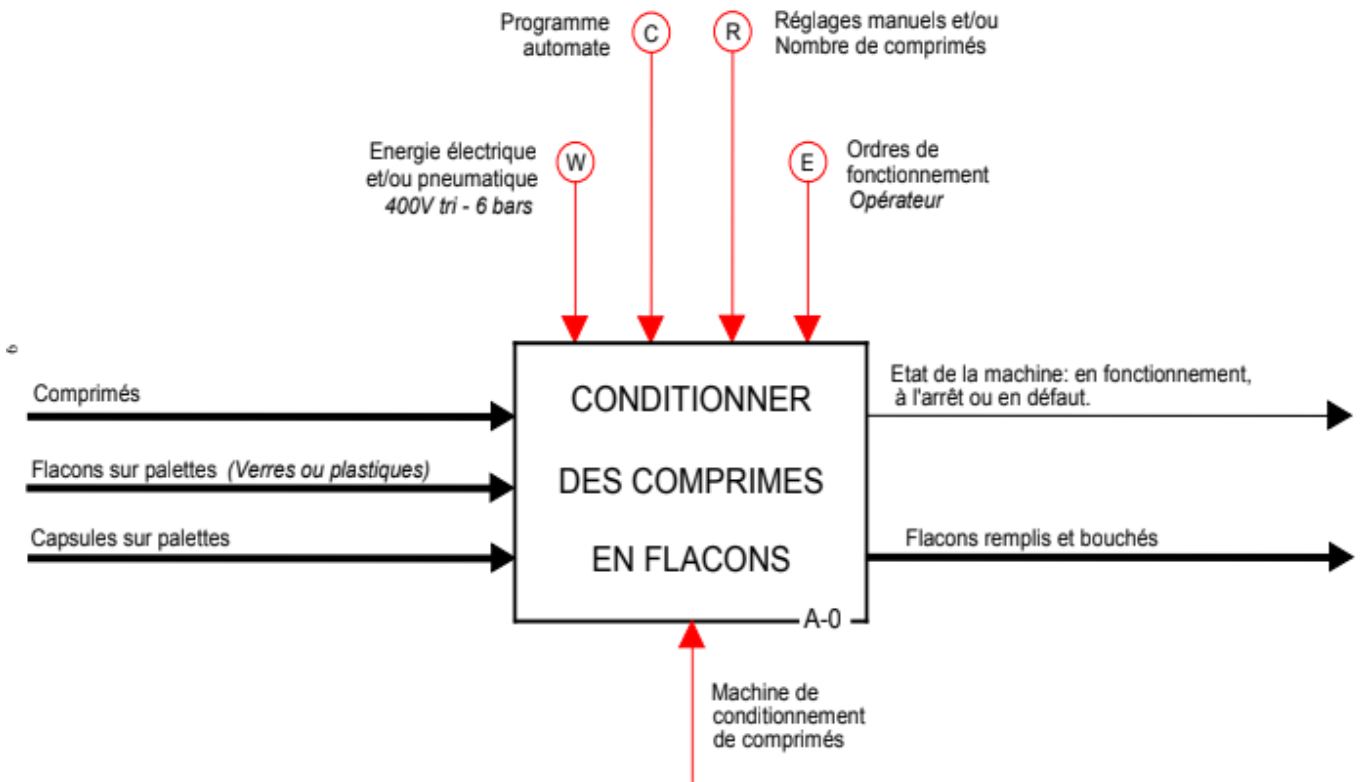 Programme
automate
C
R
Réglages manuels et/ou
Nombre de comprimés
Energie électrique
et/ou pneumatique
400V tri - 6 bars
W
E
Ordres de
fonctionnement
Opérateur
Comprimés
Flacons sur palettes (Verres ou plastiques)
Capsules sur palettes
CONDITIONNER
DES COMPRIMES
EN FLACONS
A-0
Etat de la machine: en fonctionnement,
à l'arrêt ou en défaut.
Flacons remplis et bouchés
Machine de
conditionnement
de comprimés